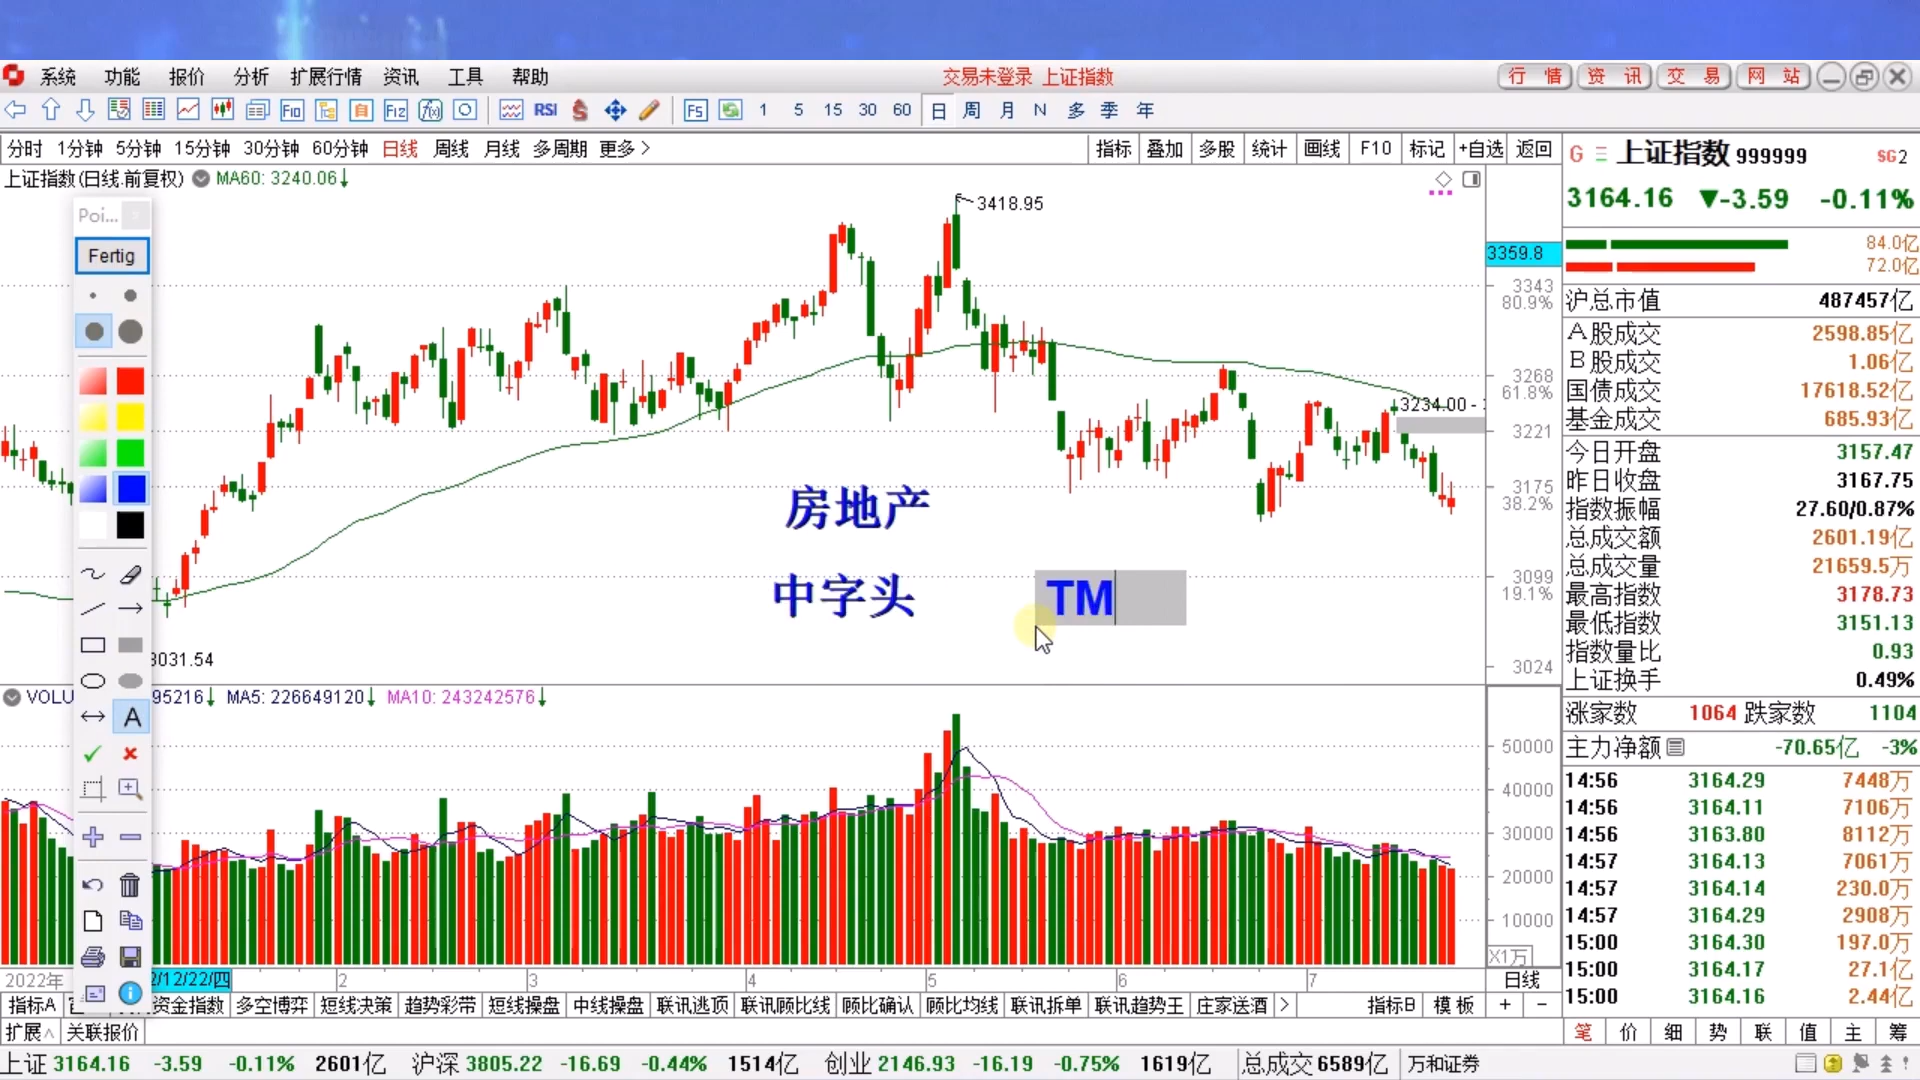 系统 功能 报价 分析 扩展行情 资讯 工具 帮助 交易未登录 上证指数 行情 资讯 交易 网站
F10 自 F12 f(x) RSI F5 1 5 15 30 60 日 周 月 N 多 季 年
分时 1分钟 5分钟 15分钟 30分钟 60分钟 日线 周线 月线 多周期 更多> 指标 叠加 多股 统计 画线 F10 标记 +自选 返回
上证指数(日线.前复权) MA60: 3240.06↓
Poi...
Fertig
3418.95
3359.8
3343
80.9%
3268
61.8%
3234.00 -
3221
3175
38.2%
房地产
中字头 TM
3099
19.1%
3031.54
3024
A
VOLU 95216↓ MA5: 226649120↓ MA10: 243242576↓
50000
40000
30000
20000
10000
X1万
2022年 2/12/22/四 2 3 4 5 6 7 日线
指标A 资金指数 多空博弈 短线决策 趋势彩带 短线操盘 中线操盘 联讯逃顶 联讯顾比线 顾比确认 顾比均线 联讯拆单 联讯趋势王 庄家送酒 > 指标B 模板 + −
扩展∧ 关联报价
G 上证指数 999999 SG2
3164.16 ▼-3.59 -0.11%
84.0亿
72.0亿
沪总市值 487457亿
A股成交 2598.85亿
B股成交 1.06亿
国债成交 17618.52亿
基金成交 685.93亿
今日开盘 3157.47
昨日收盘 3167.75
指数振幅 27.60/0.87%
总成交额 2601.19亿
总成交量 21659.5万
最高指数 3178.73
最低指数 3151.13
指数量比 0.93
上证换手 0.49%
涨家数 1064 跌家数 1104
主力净额 -70.65亿 -3%
14:56 3164.29 7448万
14:56 3164.11 7106万
14:56 3163.80 8112万
14:57 3164.13 7061万
14:57 3164.14 230.0万
14:57 3164.29 2908万
15:00 3164.30 197.0万
15:00 3164.17 27.1亿
15:00 3164.16 2.44亿
笔 价 细 势 联 值 主 筹
上证 3164.16 -3.59 -0.11% 2601亿 沪深 3805.22 -16.69 -0.44% 1514亿 创业 2146.93 -16.19 -0.75% 1619亿 总成交 6589亿 万和证券